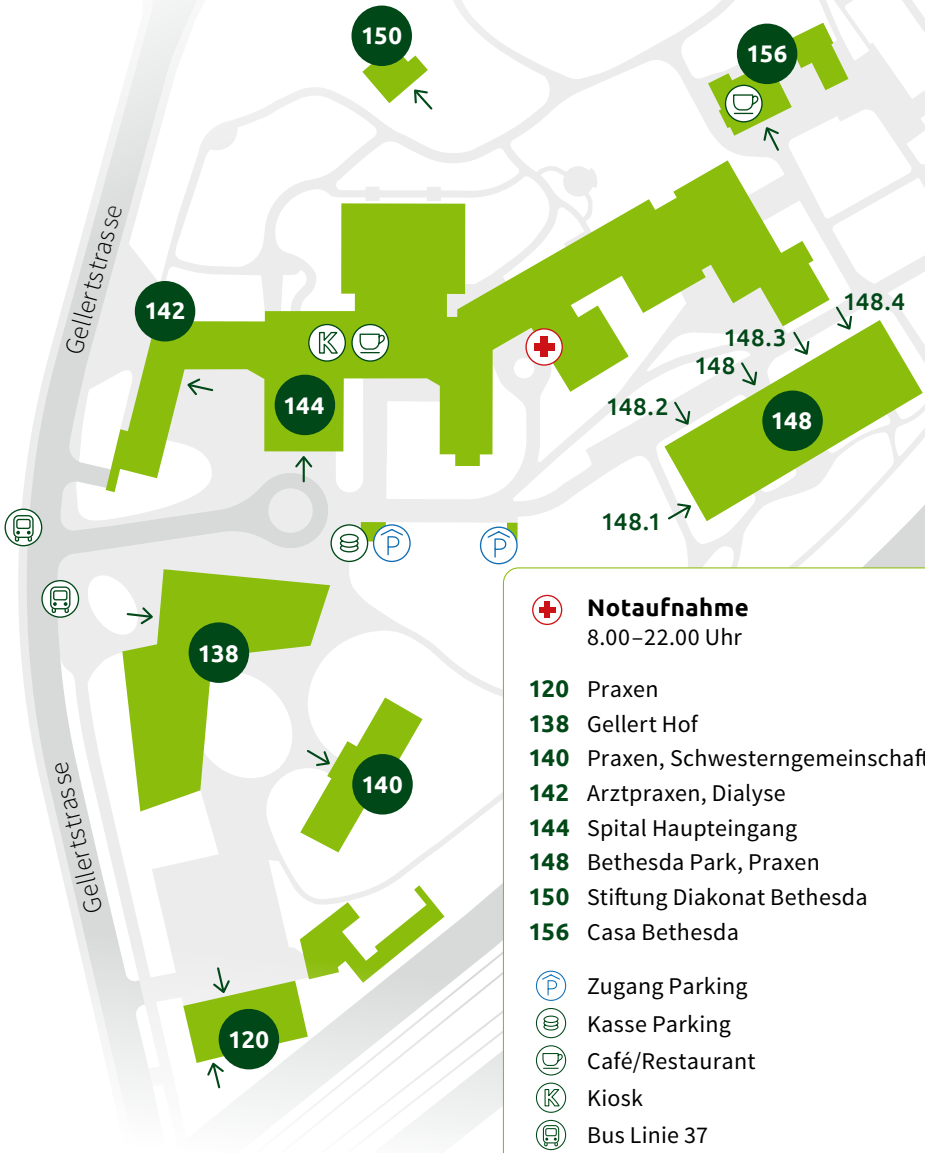 150
156
Gellertstrasse
142
K
144
148.4
148.3
148
148.2
148
148.1
P
P
138
140
Gellertstrasse
120
Notaufnahme
8.00–22.00 Uhr
120 Praxen
138 Gellert Hof
140 Praxen, Schwesterngemeinschaft
142 Arztpraxen, Dialyse
144 Spital Haupteingang
148 Bethesda Park, Praxen
150 Stiftung Diakonat Bethesda
156 Casa Bethesda
P Zugang Parking
Kasse Parking
Café/Restaurant
K Kiosk
Bus Linie 37